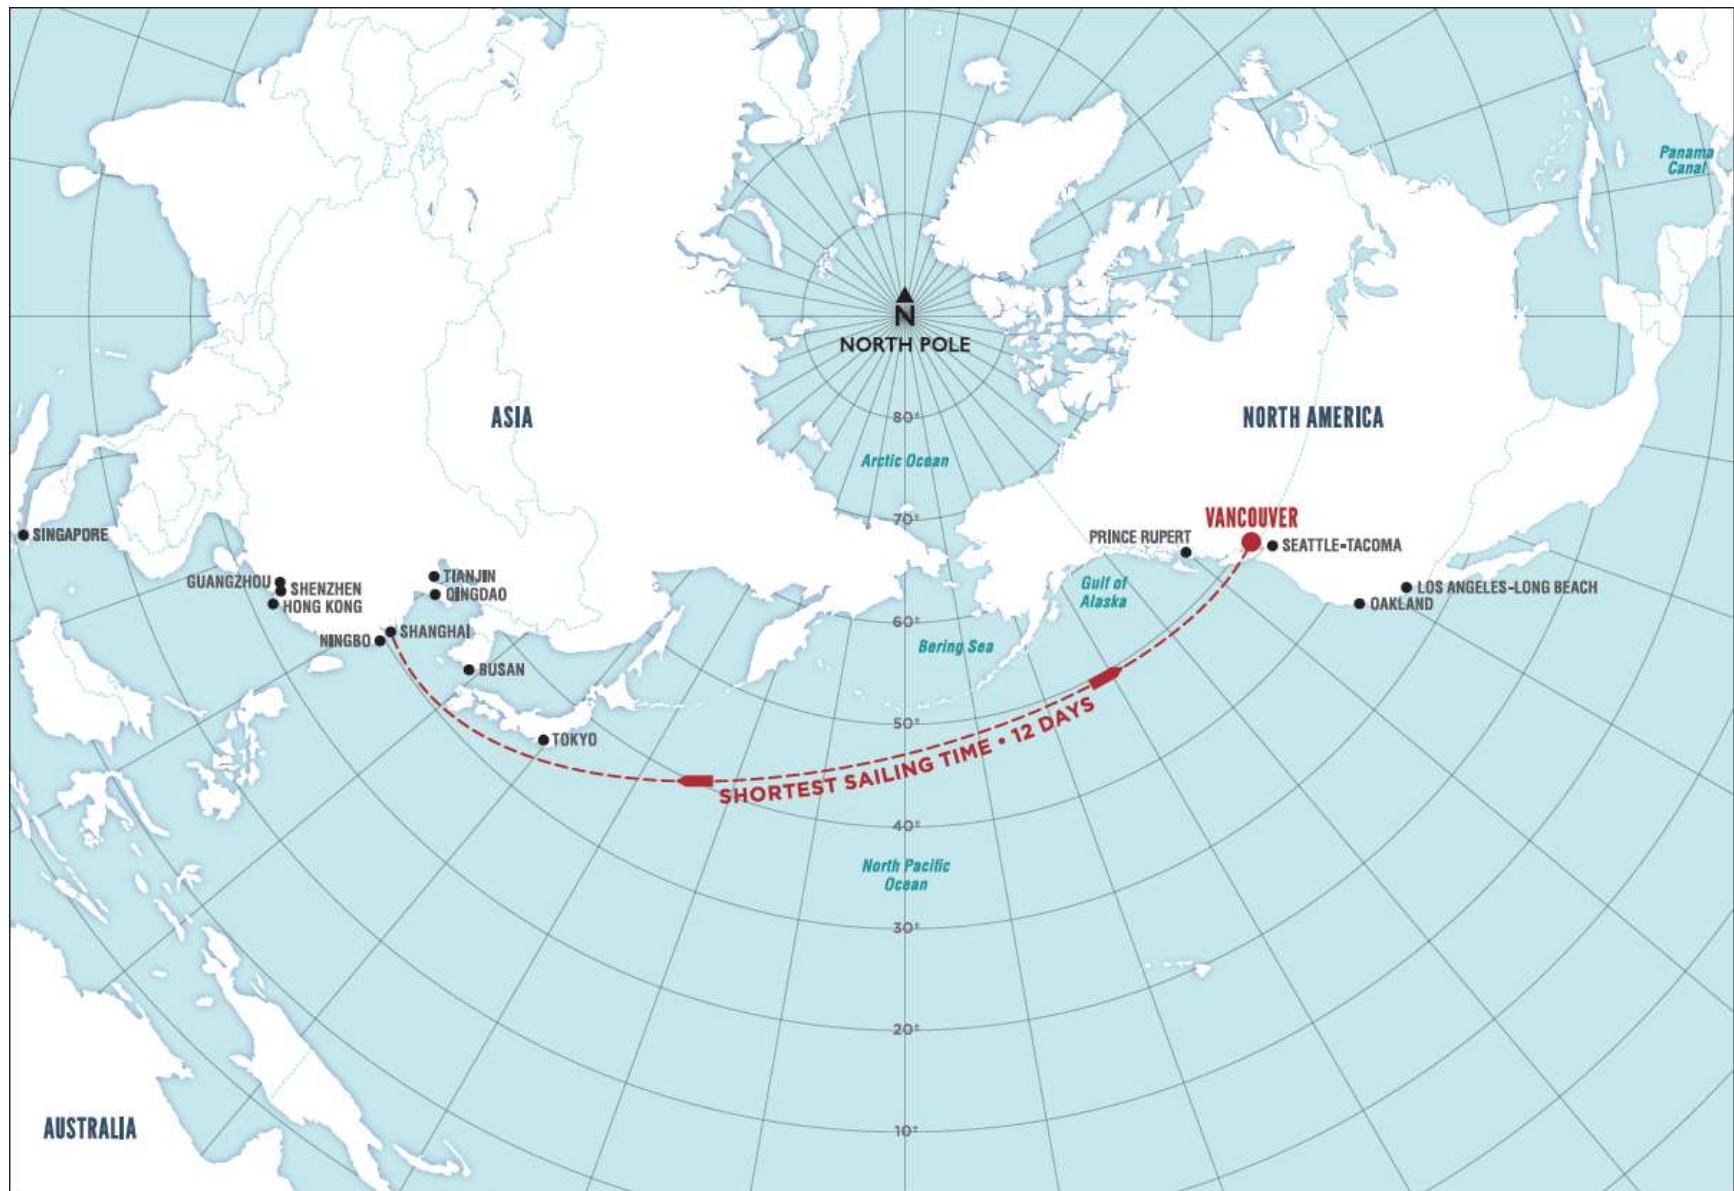 Panama
Canal
N
NORTH POLE
80°
ASIA
NORTH AMERICA
Arctic Ocean
70°
VANCOUVER
PRINCE RUPERT
SEATTLE-TACOMA
SINGAPORE
GUANGZHOU
SHENZHEN
HONG KONG
TIANJIN
QINGDAO
Gulf of
Alaska
LOS ANGELES-LONG BEACH
OAKLAND
60°
NINGBO
SHANGHAI
Bering Sea
BUSAN
50°
TOKYO
SHORTEST SAILING TIME • 12 DAYS
40°
North Pacific
Ocean
30°
20°
AUSTRALIA
10°